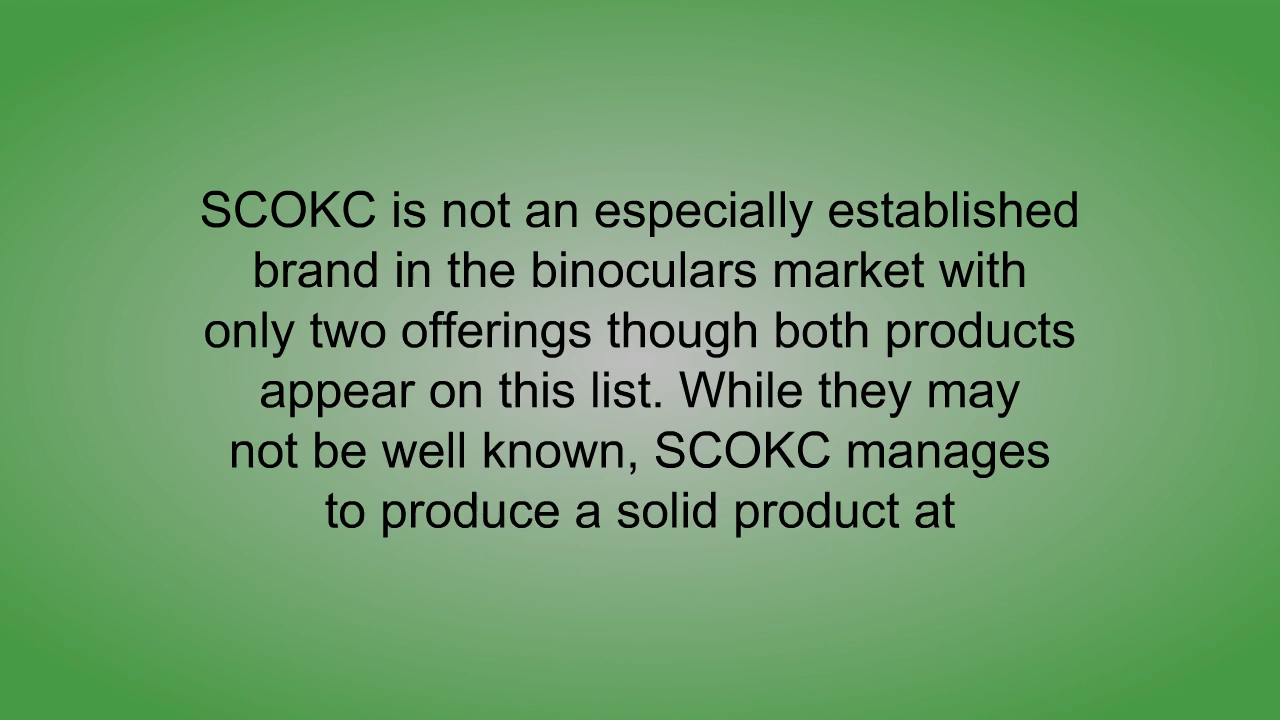 SCOKC is not an especially established
brand in the binoculars market with
only two offerings though both products
appear on this list. While they may
not be well known, SCOKC manages
to produce a solid product at